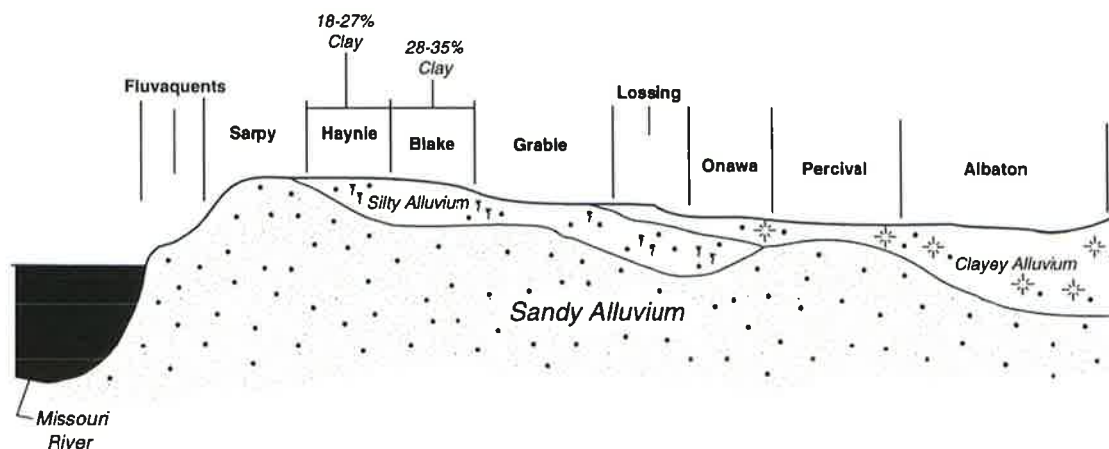 18-27%
Clay
28-35%
Clay
Fluvaquents
Lossing
Sarpy
Haynie
Blake
Grable
Onawa
Percival
Albaton
Silty Alluvium
Clayey Alluvium
Sandy Alluvium
Missouri
River